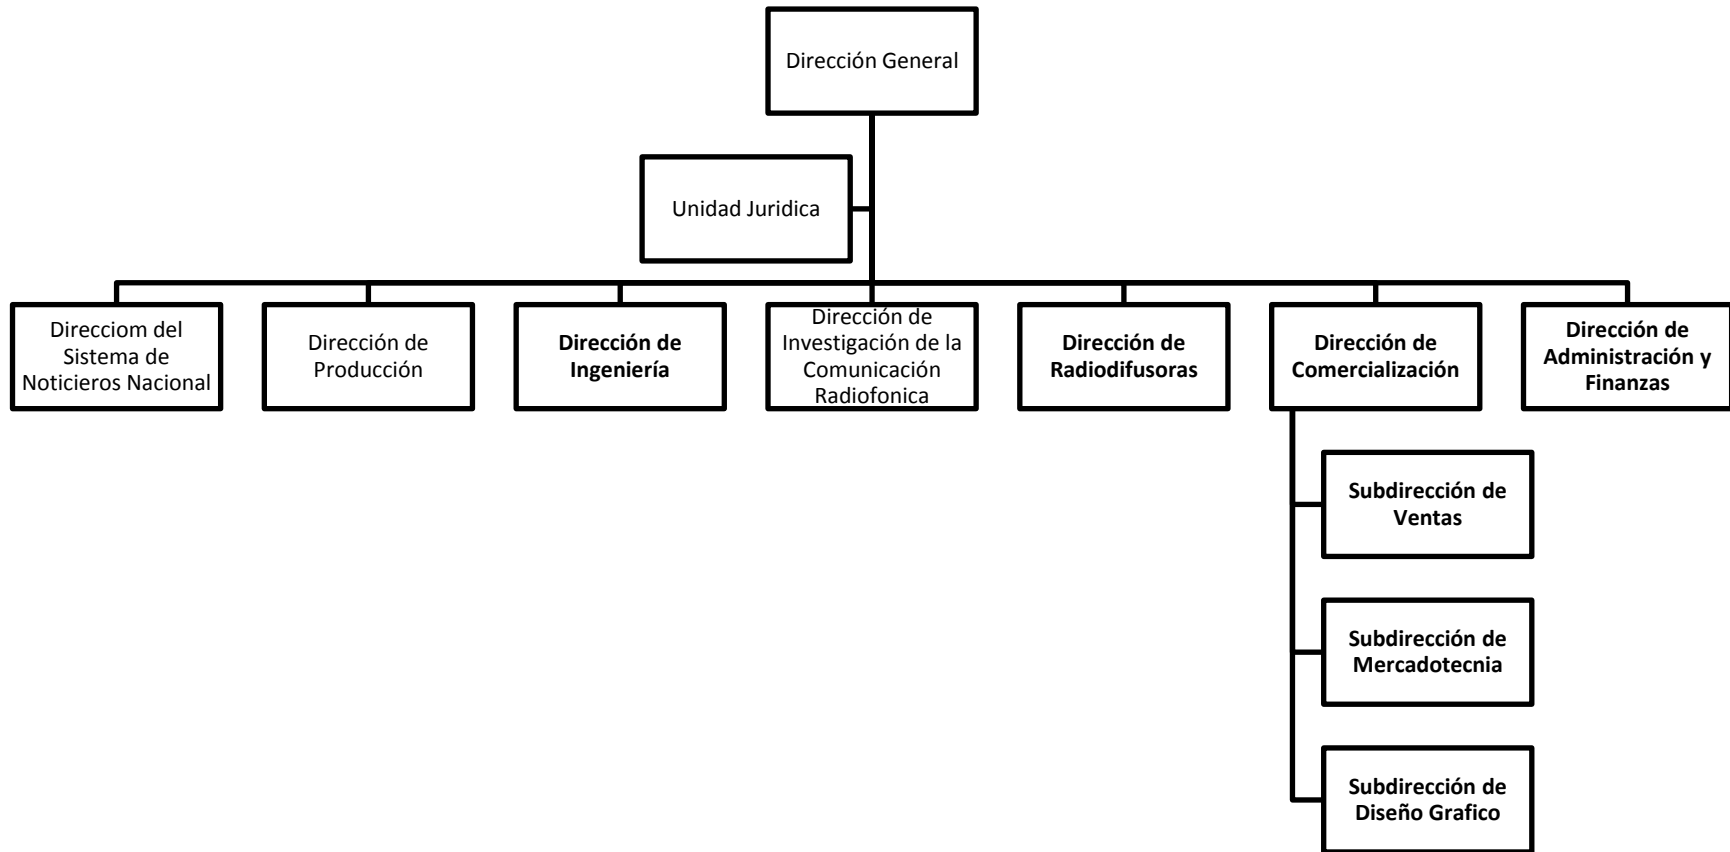 Dirección General
Unidad Juridica
Direcciom del
Sistema de
Noticieros Nacional
Dirección de
Producción
Dirección de
Ingeniería
Dirección de
Investigación de la
Comunicación
Radiofonica
Dirección de
Radiodifusoras
Dirección de
Comercialización
Dirección de
Administración y
Finanzas
Subdirección de
Ventas
Subdirección de
Mercadotecnia
Subdirección de
Diseño Grafico